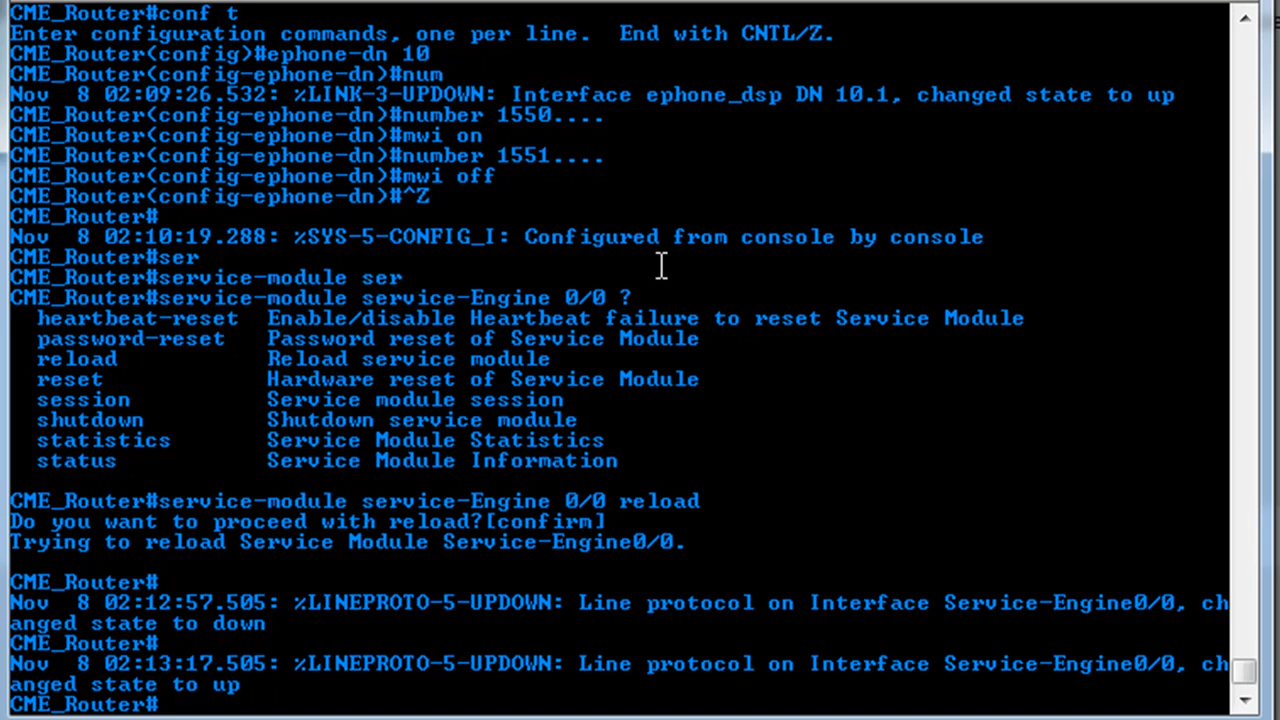 CME_Router#conf t
Enter configuration commands, one per line.  End with CNTL/Z.
CME_Router(config)#ephone-dn 10
CME_Router(config-ephone-dn)#num
Nov  8 02:09:26.532: %LINK-3-UPDOWN: Interface ephone_dsp DN 10.1, changed state to up
CME_Router(config-ephone-dn)#number 1550....
CME_Router(config-ephone-dn)#mwi on
CME_Router(config-ephone-dn)#number 1551....
CME_Router(config-ephone-dn)#mwi off
CME_Router(config-ephone-dn)#^Z
CME_Router#
Nov  8 02:10:19.288: %SYS-5-CONFIG_I: Configured from console by console
CME_Router#ser
CME_Router#service-module ser
CME_Router#service-module service-Engine 0/0 ?
  heartbeat-reset  Enable/disable Heartbeat failure to reset Service Module
  password-reset   Password reset of Service Module
  reload           Reload service module
  reset            Hardware reset of Service Module
  session          Service module session
  shutdown         Shutdown service module
  statistics       Service Module Statistics
  status           Service Module Information
CME_Router#service-module service-Engine 0/0 reload
Do you want to proceed with reload?[confirm]
Trying to reload Service Module Service-Engine0/0.
CME_Router#
Nov  8 02:12:57.505: %LINEPROTO-5-UPDOWN: Line protocol on Interface Service-Engine0/0, ch
anged state to down
CME_Router#
Nov  8 02:13:17.505: %LINEPROTO-5-UPDOWN: Line protocol on Interface Service-Engine0/0, ch
anged state to up
CME_Router#